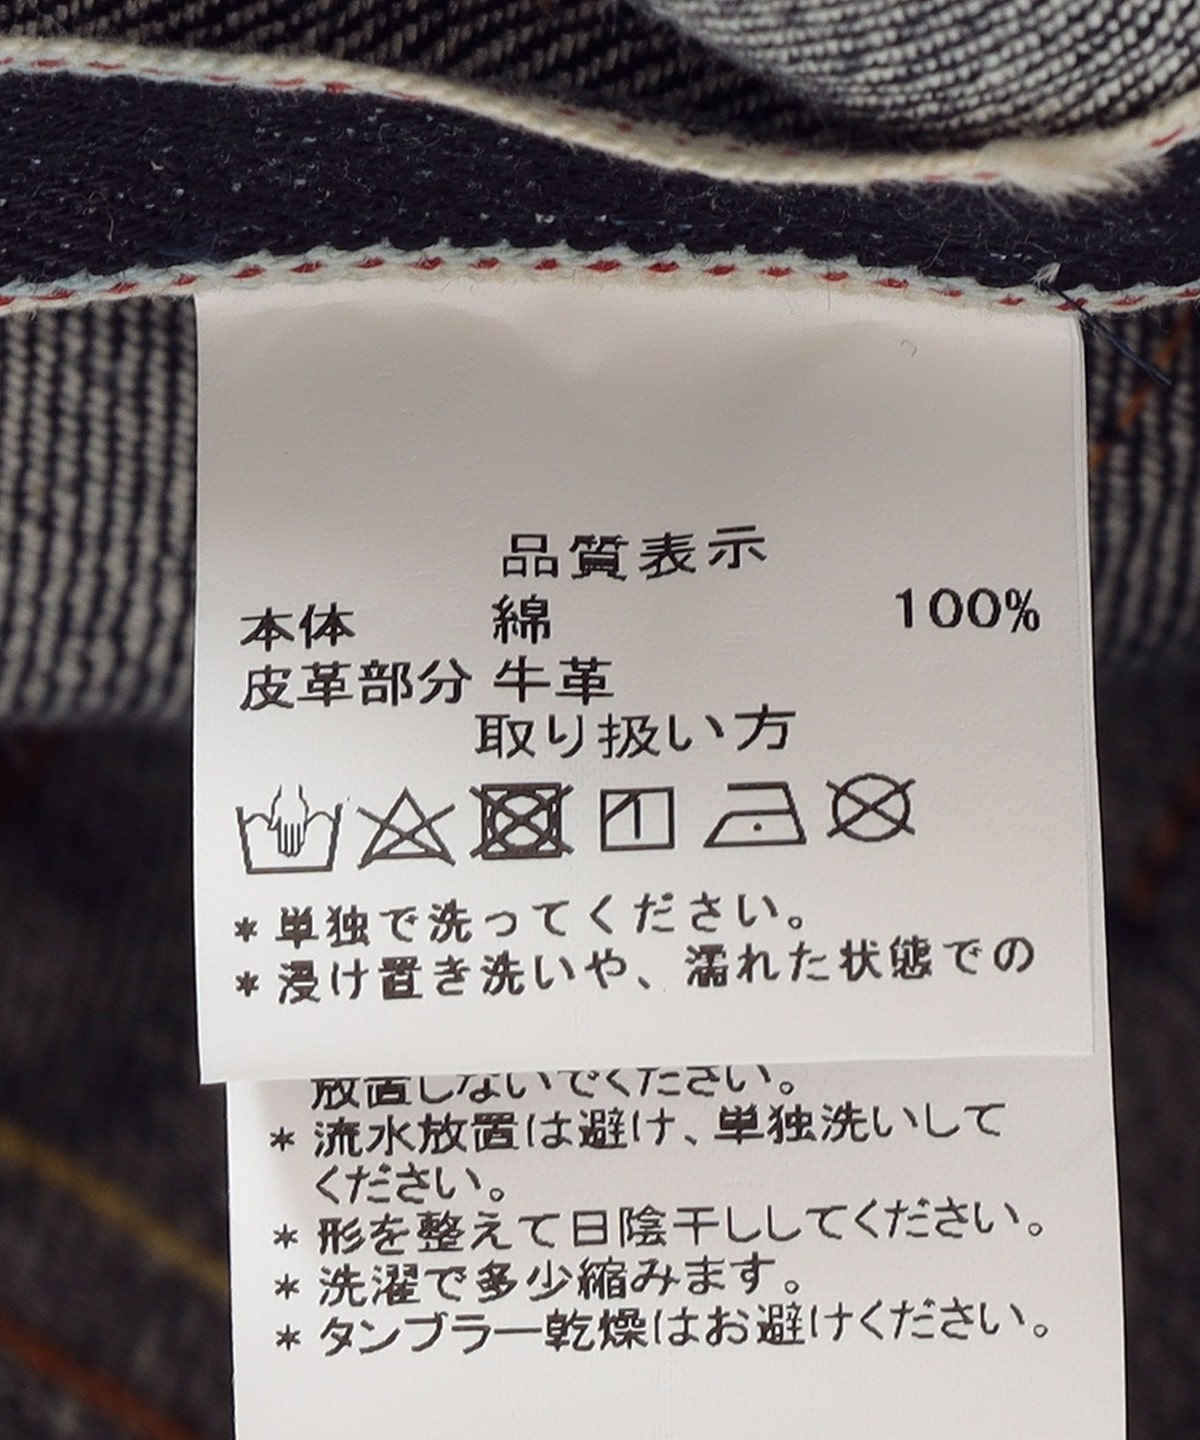 品質表示
本体 綿 100%
皮革部分 牛革
取り扱い方
* 単独で洗ってください。
* 浸け置き洗いや、濡れた状態での
放置しないでください。
* 流水放置は避け、単独洗いして
ください。
* 形を整えて日陰干ししてください。
* 洗濯で多少縮みます。
* タンブラー乾燥はお避けください。